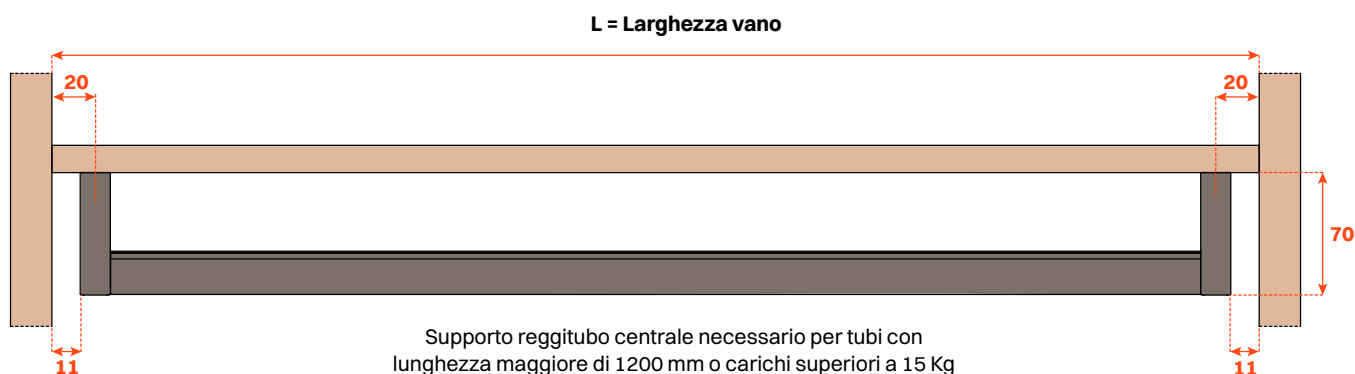 L = Larghezza vano
20
20
70
Supporto reggitubo centrale necessario per tubi con
lunghezza maggiore di 1200 mm o carichi superiori a 15 Kg
11
11